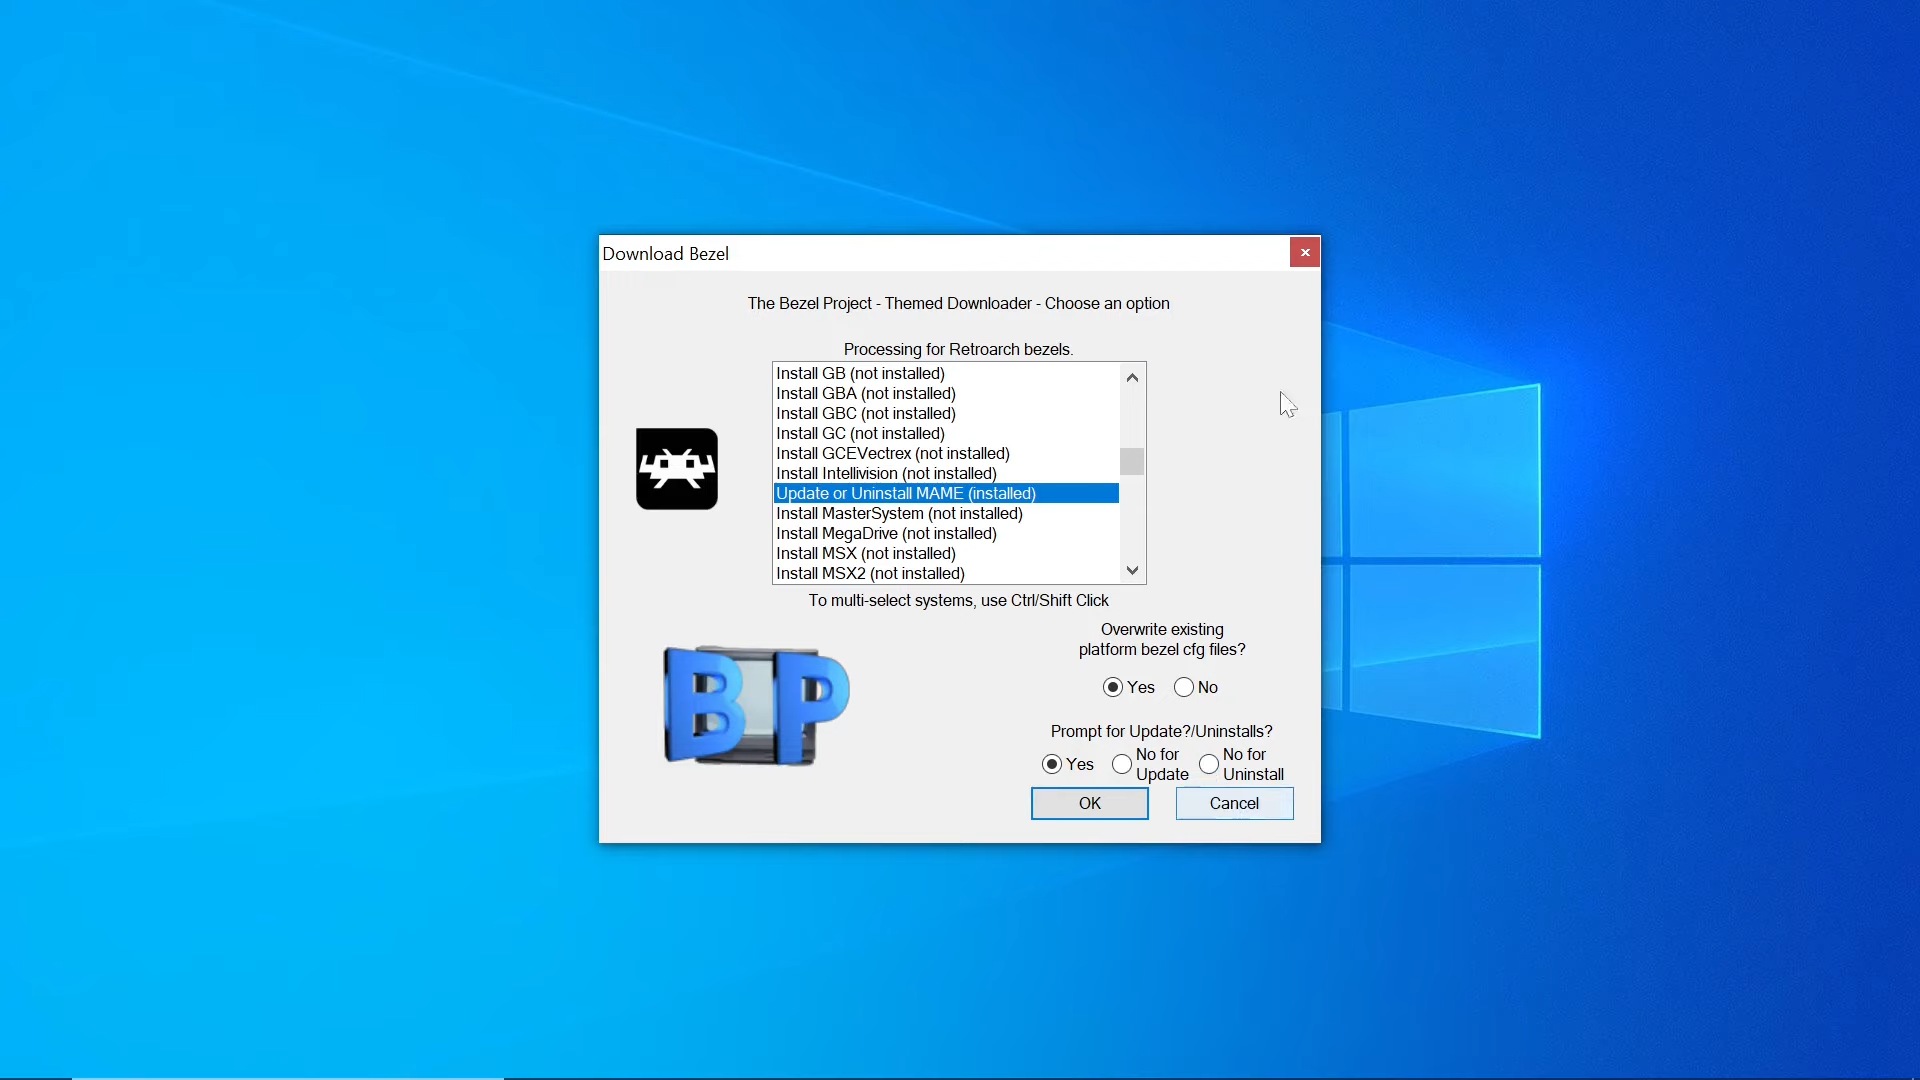 Download Bezel
The Bezel Project - Themed Downloader - Choose an option
Processing for Retroarch bezels.
Install GB (not installed)
Install GBA (not installed)
Install GBC (not installed)
Install GC (not installed)
Install GCEVectrex (not installed)
Install Intellivision (not installed)
Update or Uninstall MAME (installed)
Install MasterSystem (not installed)
Install MegaDrive (not installed)
Install MSX (not installed)
Install MSX2 (not installed)
To multi-select systems, use Ctrl/Shift Click
Overwrite existing
platform bezel cfg files?
Yes No
BP
Prompt for Update?/Uninstalls?
Yes No for Update No for Uninstall
OK Cancel